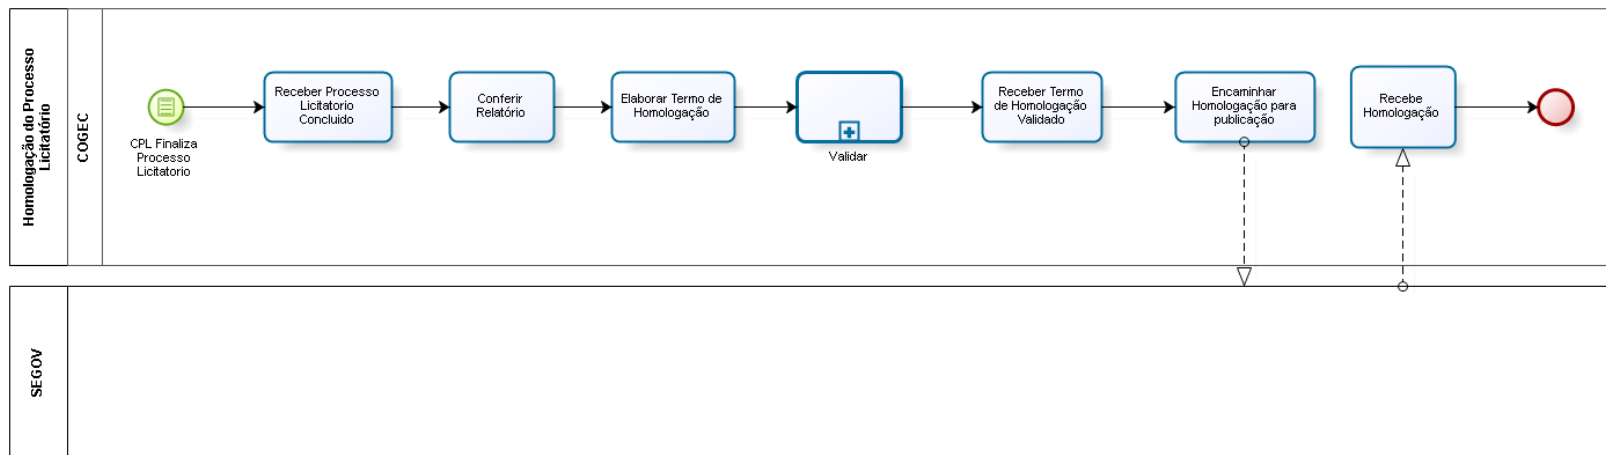 Homologação do Processo
Licitatório
COGEC
CPL Finaliza
Processo
Licitatorio
Receber Processo
Licitatorio
Concluido
Conferir
Relatório
Elaborar Termo de
Homologação
Validar
Receber Termo
de Homologação
Validado
Encaminhar
Homologação para
publicação
Recebe
Homologação
SEGOV